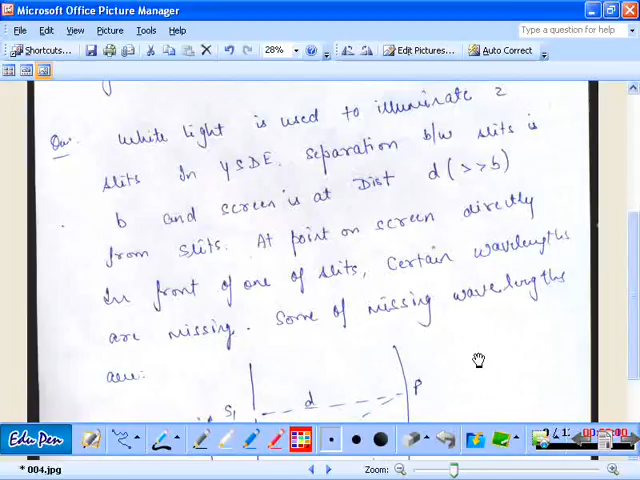 Microsoft Office Picture Manager
File Edit View Picture Tools Help
Type a question for help
Shortcuts... 28% Edit Pictures... Auto Correct
Qus. White light is used to illuminate 2
slits In YSDE. Separation b/w slits is
b and screen is at Dist d (>>b)
from slits. At point on screen directly
In front of one of slits, Certain wavelengths
are missing. Some of missing wavelengths
are:
S1 d P
Edu Pen
* 004.jpg Zoom: